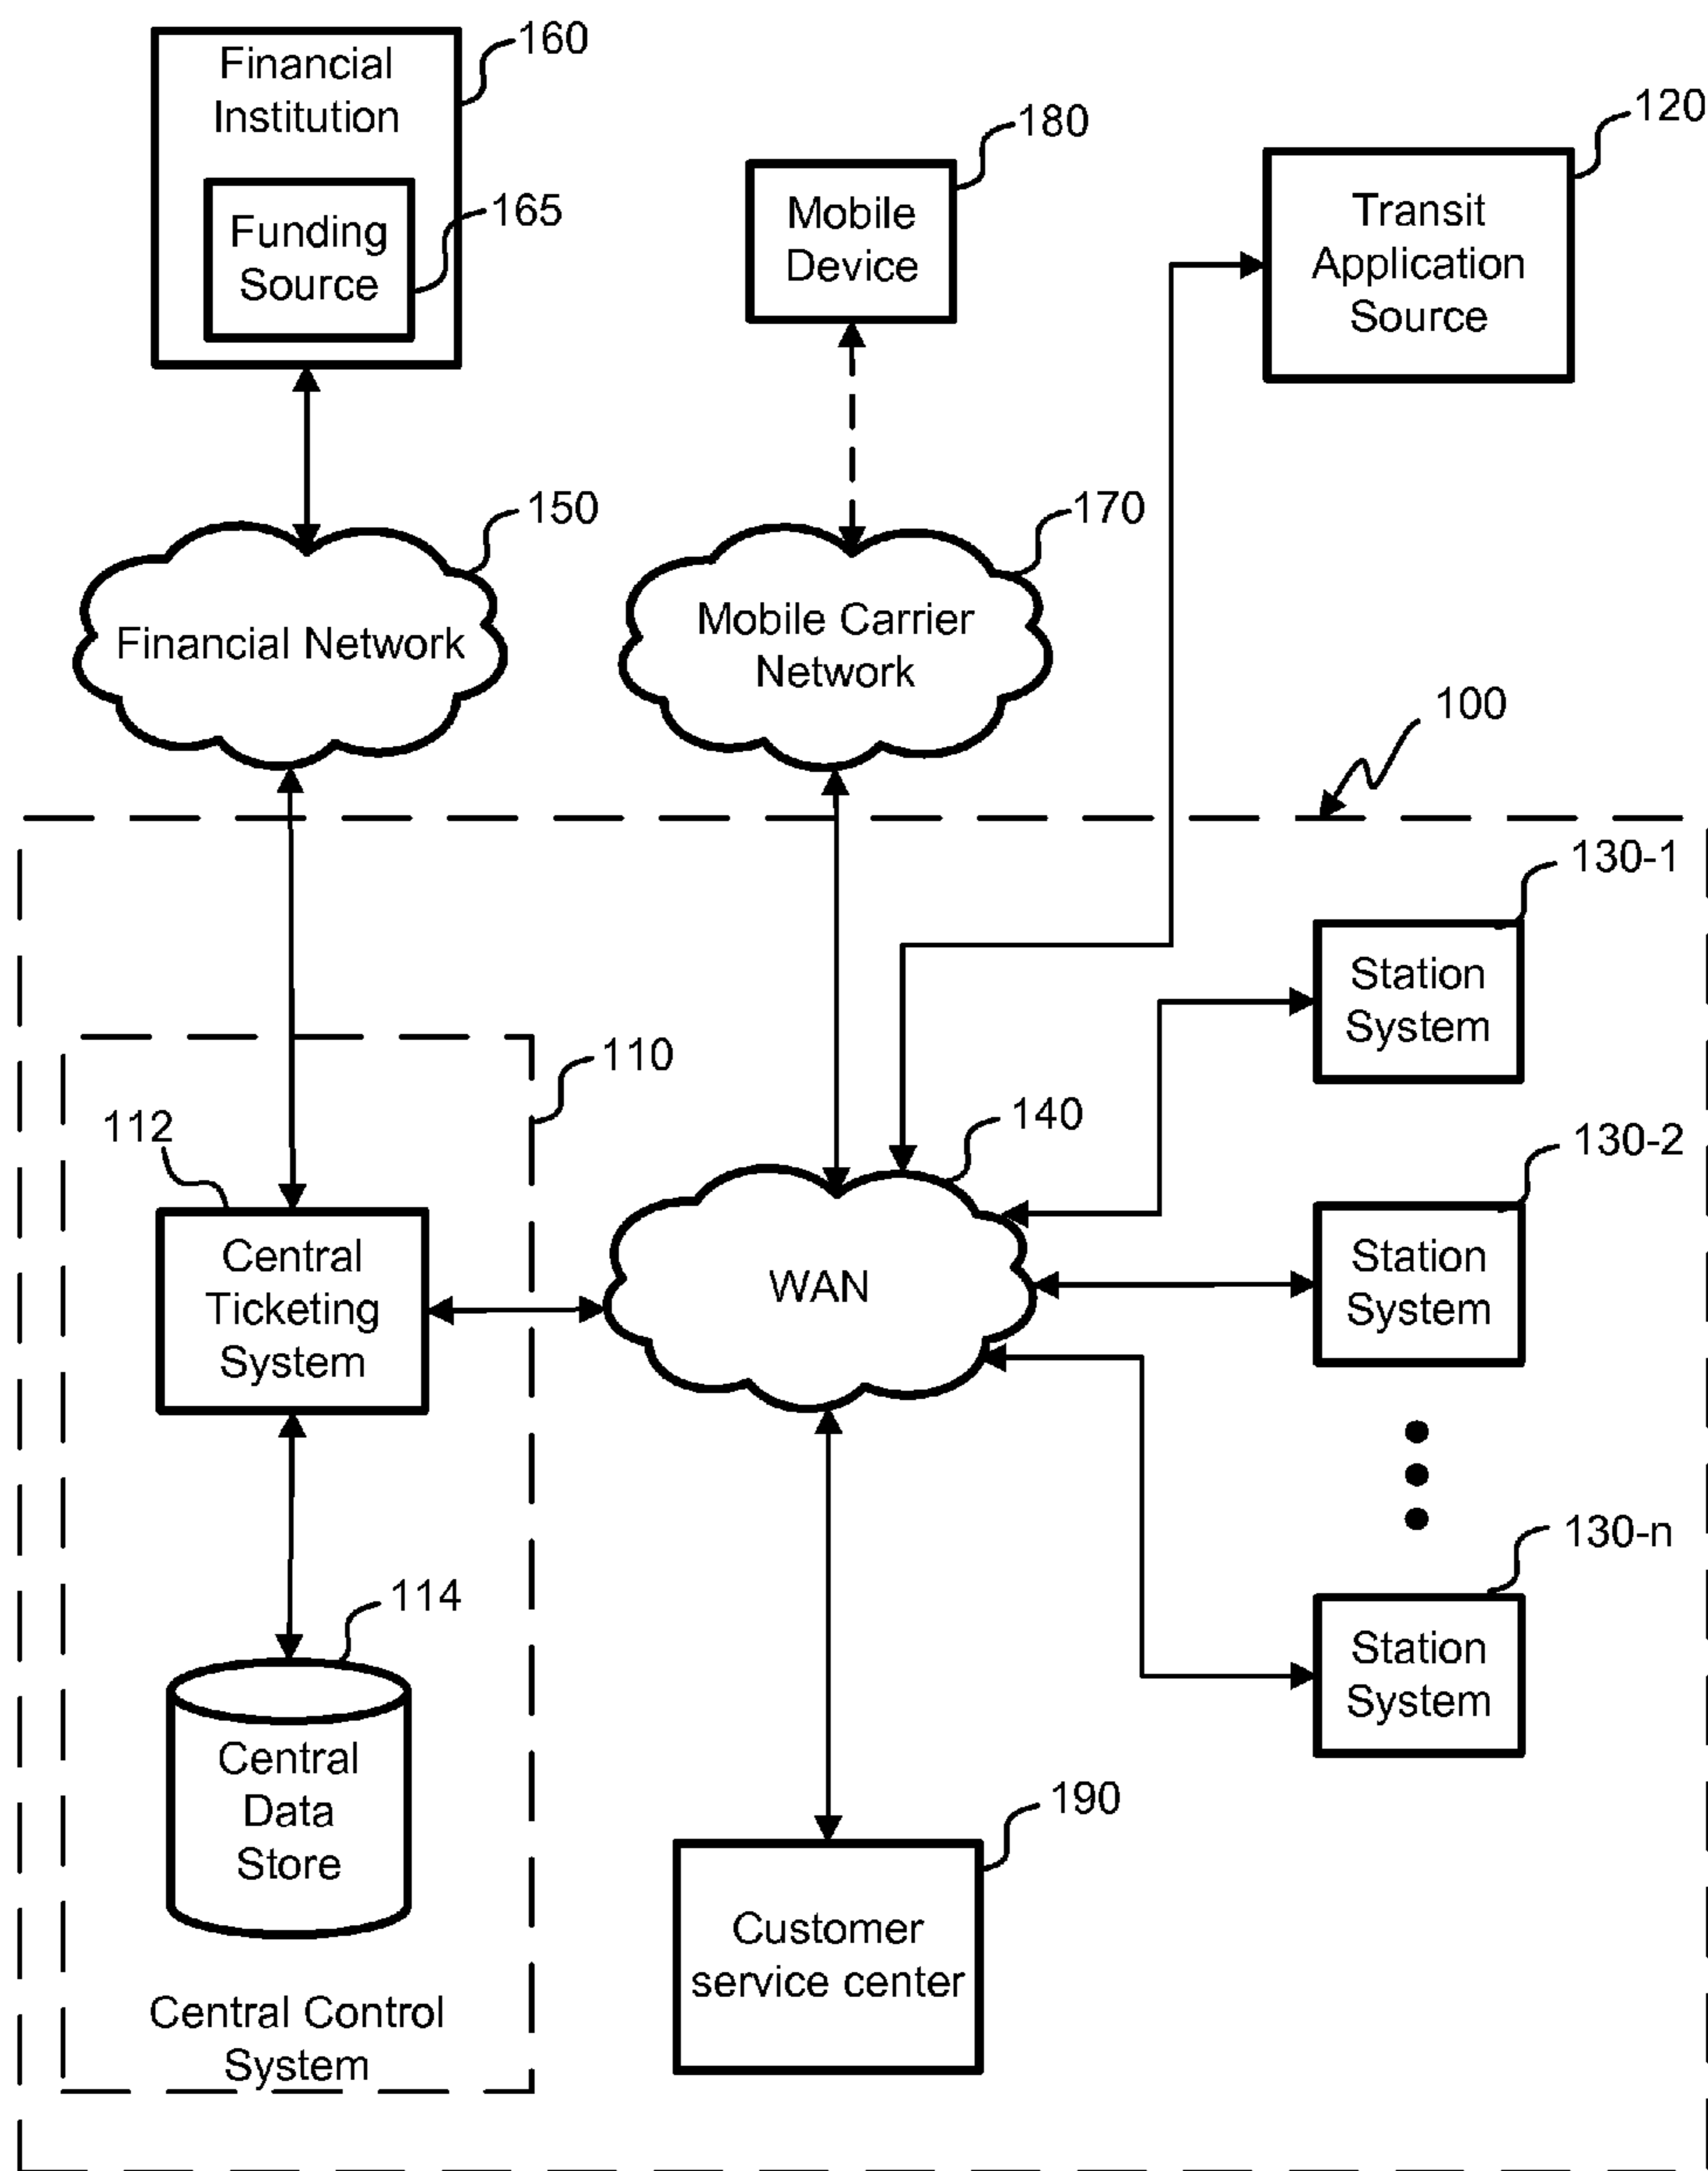 160
Financial
Institution
165
Funding
Source
180
Mobile
Device
120
Transit
Application
Source
150
Financial Network
170
Mobile Carrier
Network
100
130-1
Station
System
110
112
Central
Ticketing
System
140
WAN
130-2
Station
System
130-n
Station
System
114
Central
Data
Store
Central Control
System
190
Customer
service center